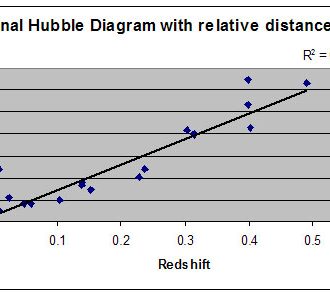 nal Hubble Diagram with relative distance
R² =
0.1 0.2 0.3 0.4 0.5
Redshift